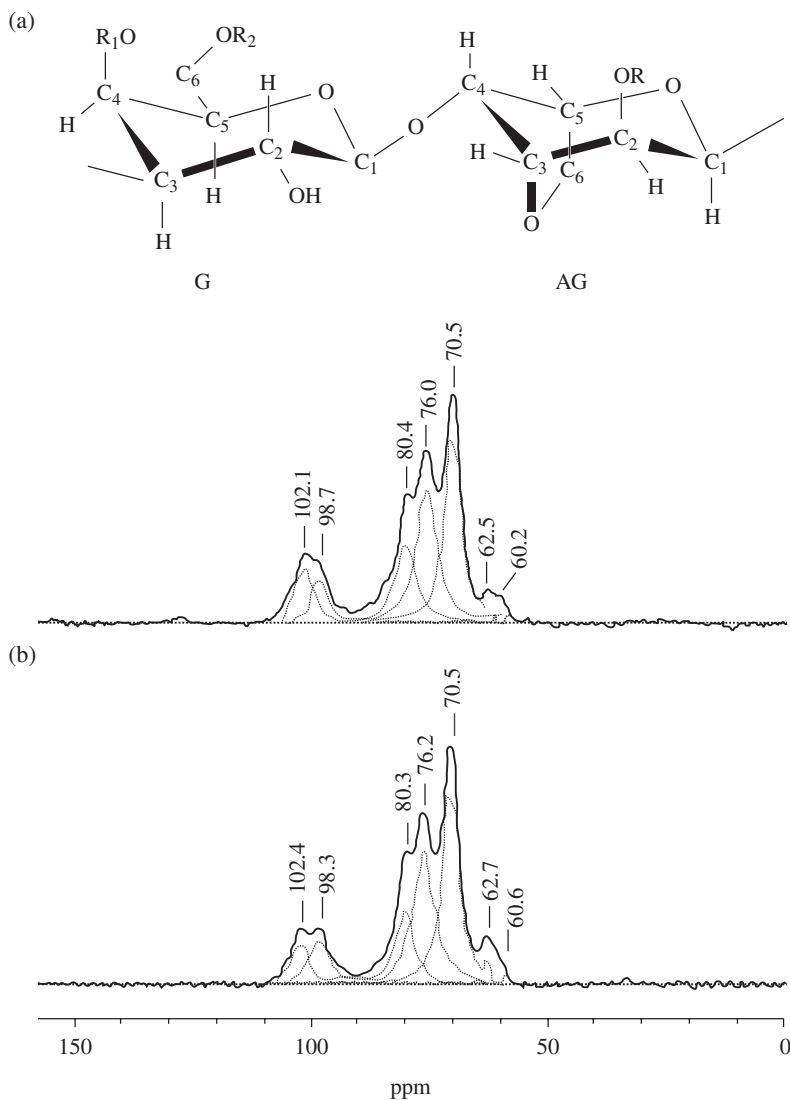 (a)
R₁O
OR₂
C₆
H
O
C₄
H
C₅
C₂
C₁
C₃
H
OH
H
G
O
H
C₄
H
OR
O
C₅
C₂
H
C₃
C₆
C₁
H
O
H
AG
102.1
98.7
80.4
76.0
70.5
62.5
60.2
(b)
102.4
98.3
80.3
76.2
70.5
62.7
60.6
150
100
50
0
ppm